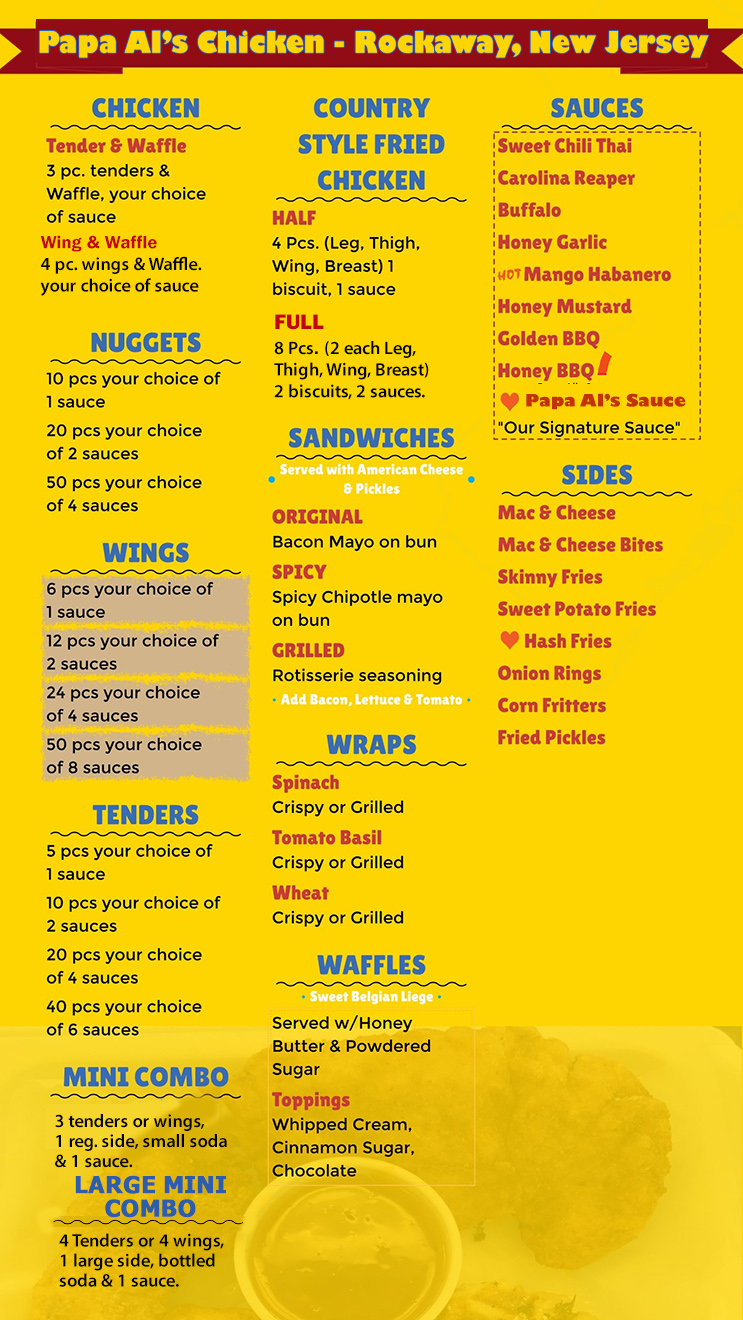 Papa Al's Chicken - Rockaway, New Jersey
CHICKEN
Tender & Waffle
3 pc. tenders &
Waffle, your choice
of sauce
Wing & Waffle
4 pc. wings & Waffle.
your choice of sauce
NUGGETS
10 pcs your choice of
1 sauce
20 pcs your choice
of 2 sauces
50 pcs your choice
of 4 sauces
WINGS
6 pcs your choice of
1 sauce
12 pcs your choice of
2 sauces
24 pcs your choice
of 4 sauces
50 pcs your choice
of 8 sauces
TENDERS
5 pcs your choice of
1 sauce
10 pcs your choice of
2 sauces
20 pcs your choice
of 4 sauces
40 pcs your choice
of 6 sauces
MINI COMBO
3 tenders or wings,
1 reg. side, small soda
& 1 sauce.
LARGE MINI
COMBO
4 Tenders or 4 wings,
1 large side, bottled
soda & 1 sauce.
COUNTRY
STYLE FRIED
CHICKEN
HALF
4 Pcs. (Leg, Thigh,
Wing, Breast) 1
biscuit, 1 sauce
FULL
8 Pcs. (2 each Leg,
Thigh, Wing, Breast)
2 biscuits, 2 sauces.
SANDWICHES
Served with American Cheese
& Pickles
ORIGINAL
Bacon Mayo on bun
SPICY
Spicy Chipotle mayo
on bun
GRILLED
Rotisserie seasoning
· Add Bacon, Lettuce & Tomato ·
WRAPS
Spinach
Crispy or Grilled
Tomato Basil
Crispy or Grilled
Wheat
Crispy or Grilled
WAFFLES
· Sweet Belgian Liege ·
Served w/Honey
Butter & Powdered
Sugar
Toppings
Whipped Cream,
Cinnamon Sugar,
Chocolate
SAUCES
Sweet Chili Thai
Carolina Reaper
Buffalo
Honey Garlic
HOT Mango Habanero
Honey Mustard
Golden BBQ
Honey BBQ
Papa Al's Sauce
"Our Signature Sauce"
SIDES
Mac & Cheese
Mac & Cheese Bites
Skinny Fries
Sweet Potato Fries
Hash Fries
Onion Rings
Corn Fritters
Fried Pickles